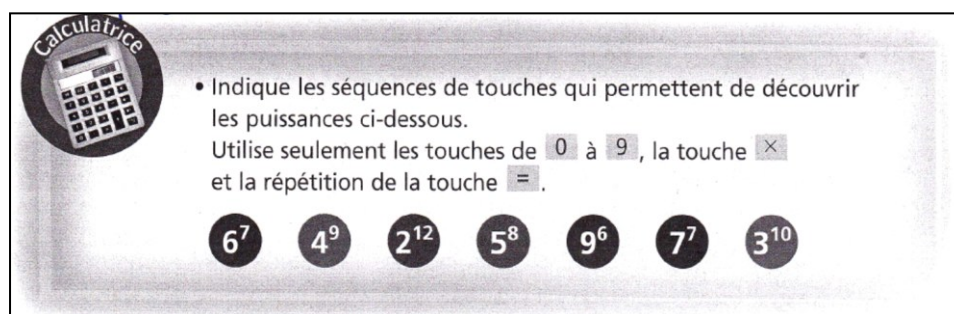 Calculatrice
• Indique les séquences de touches qui permettent de découvrir
les puissances ci-dessous.
Utilise seulement les touches de 0 à 9, la touche ×
et la répétition de la touche =.
6⁷ 4⁹ 2¹² 5⁸ 9⁶ 7⁷ 3¹⁰